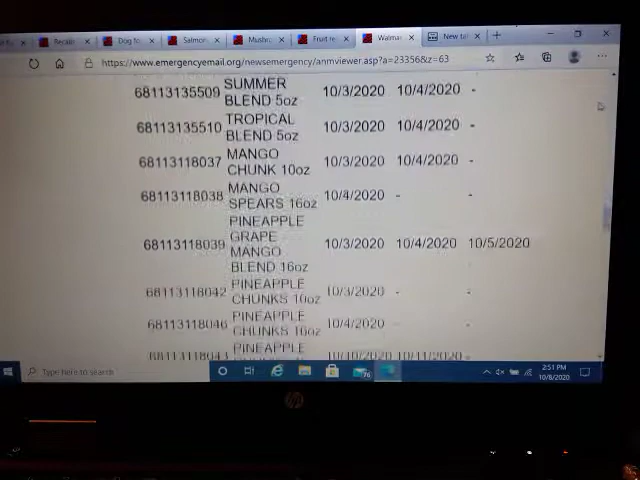 Recalls
Dog fo
Salmon
Mushr
Fruit re
Walma
New tab
https://www.emergencyemail.org/newsemergency/anmviewer.asp?a=23356&z=63
68113135509 SUMMER BLEND 5oz 10/3/2020 10/4/2020 -
68113135510 TROPICAL BLEND 5oz 10/3/2020 10/4/2020 -
68113118037 MANGO CHUNK 10oz 10/3/2020 10/4/2020 -
68113118038 MANGO SPEARS 16oz 10/4/2020 - -
68113118039 PINEAPPLE GRAPE MANGO BLEND 16oz 10/3/2020 10/4/2020 10/5/2020
68113118042 PINEAPPLE CHUNKS 10oz 10/3/2020 - -
68113118046 PINEAPPLE CHUNKS 16oz 10/4/2020 - -
PINEAPPLE 10/10/2020 10/11/2020 -
Type here to search
76
2:51 PM
10/8/2020
hp